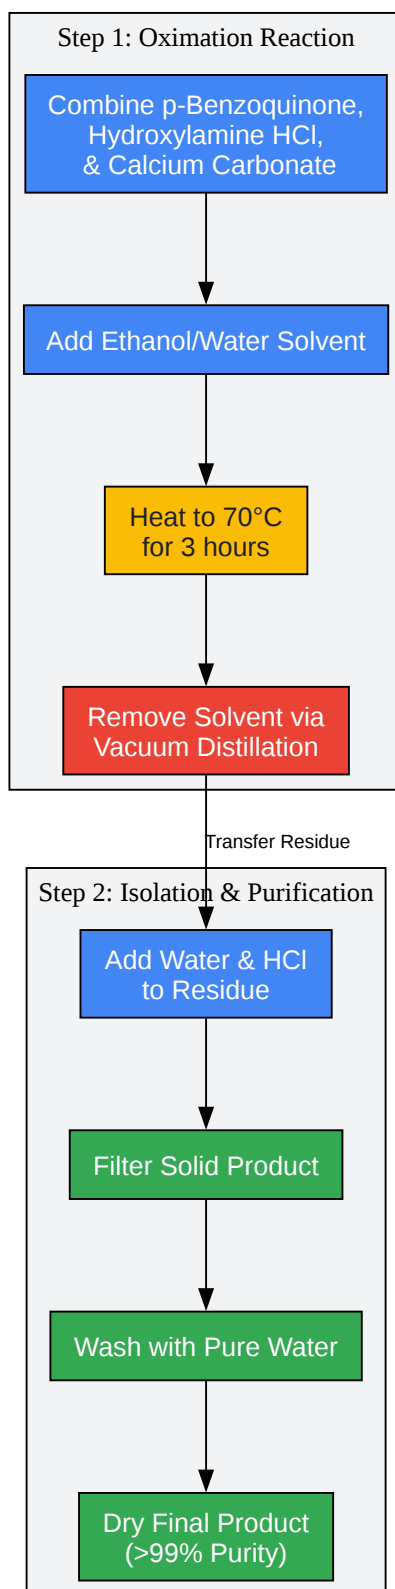 Step 1: Oximation Reaction
Combine p-Benzoquinone,
Hydroxylamine HCl,
& Calcium Carbonate
Add Ethanol/Water Solvent
Heat to 70°C
for 3 hours
Remove Solvent via
Vacuum Distillation
Transfer Residue
Step 2: Isolation & Purification
Add Water & HCl
to Residue
Filter Solid Product
Wash with Pure Water
Dry Final Product
(>99% Purity)